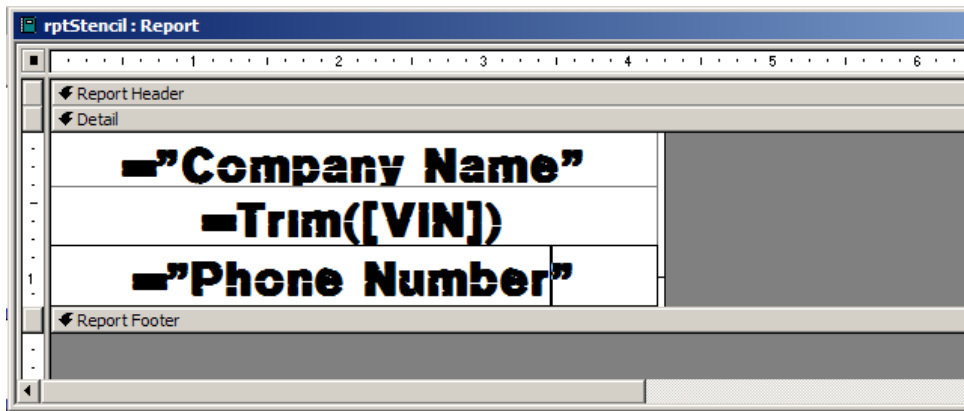 rptStencil : Report
1 2 3 4 5 6
Report Header
Detail
="Company Name"
=Trim([VIN])
="Phone Number"
1
Report Footer